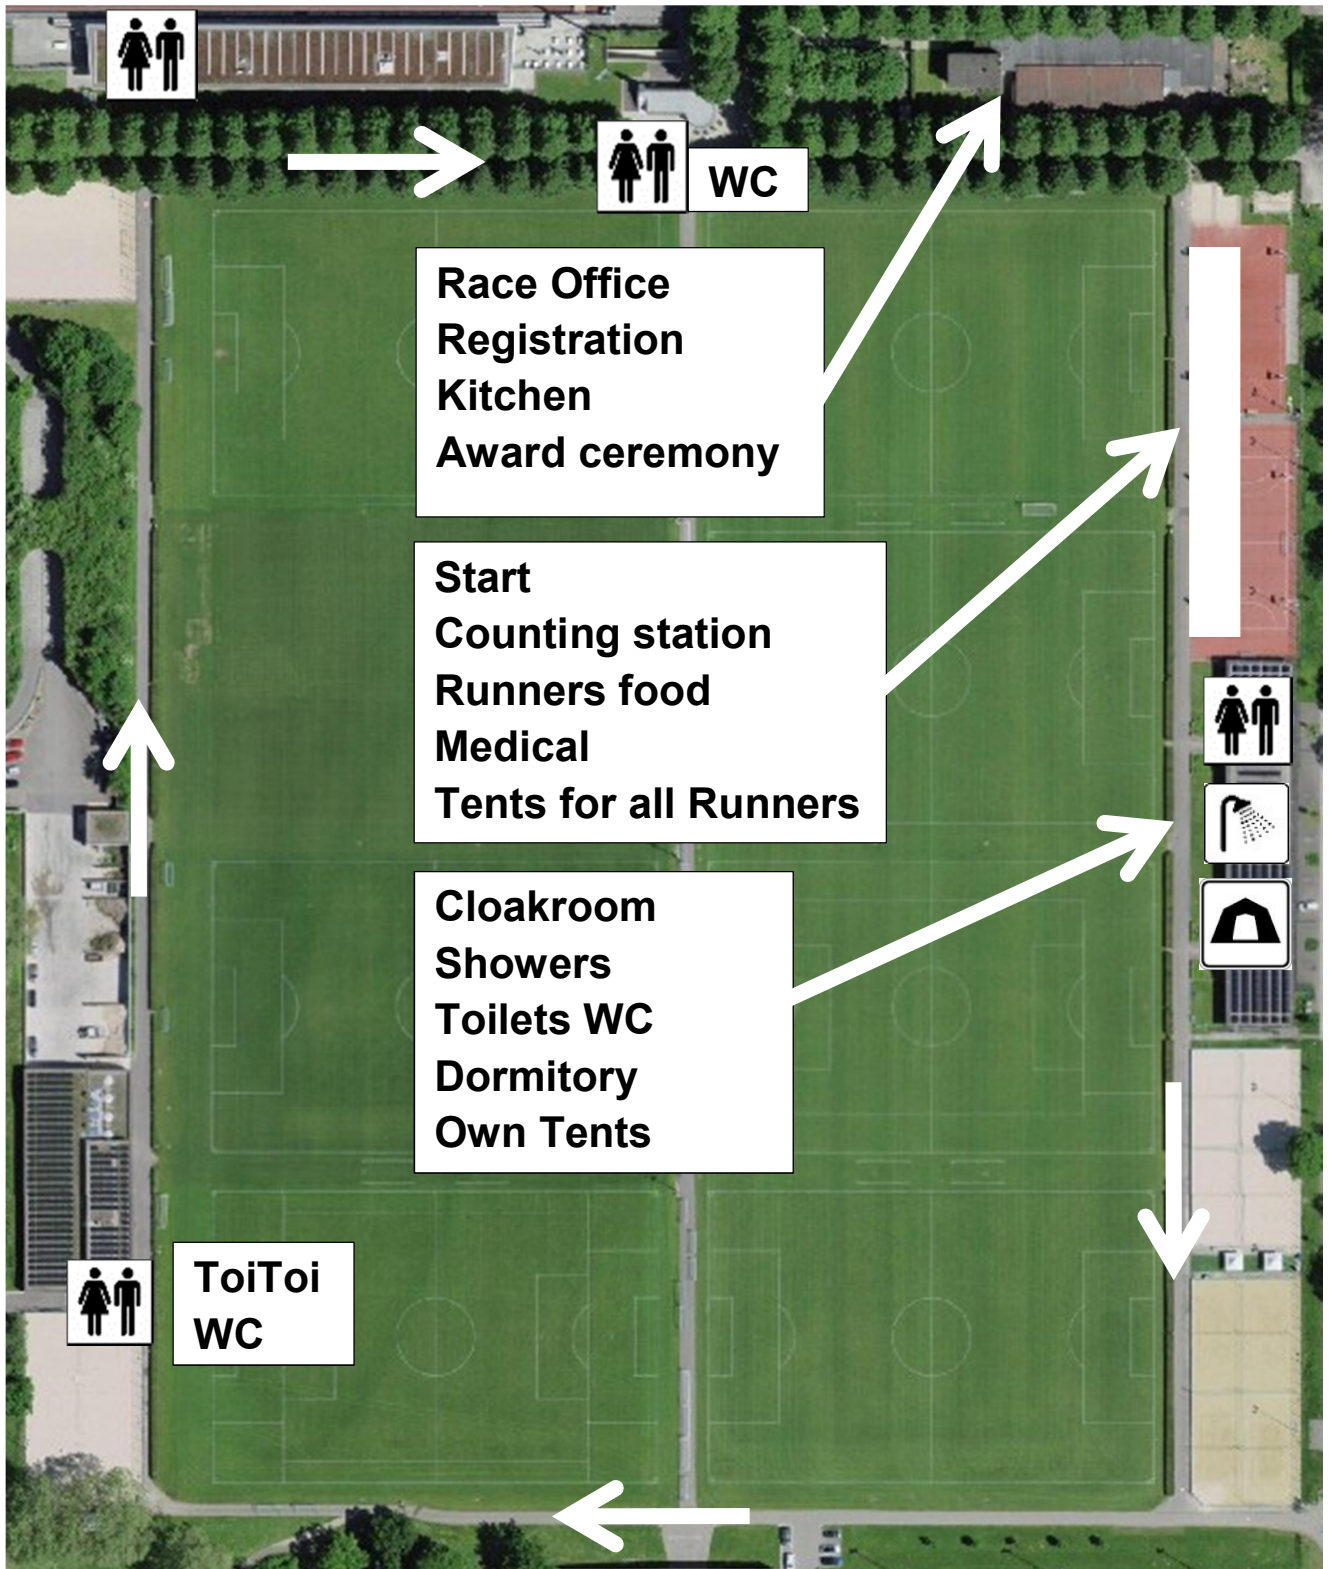 WC
Race Office
Registration
Kitchen
Award ceremony
Start
Counting station
Runners food
Medical
Tents for all Runners
Cloakroom
Showers
Toilets WC
Dormitory
Own Tents
ToiToi
WC